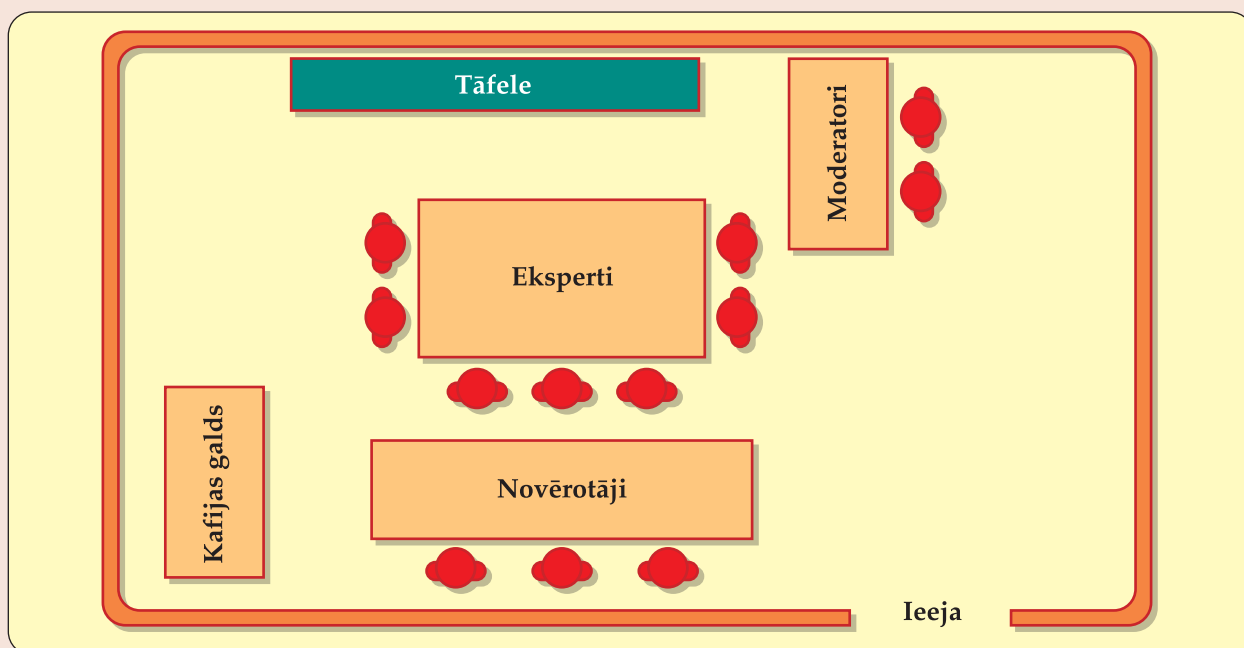 Tāfele
Moderatori
Eksperti
Kafijas galds
Novērotāji
Ieeja